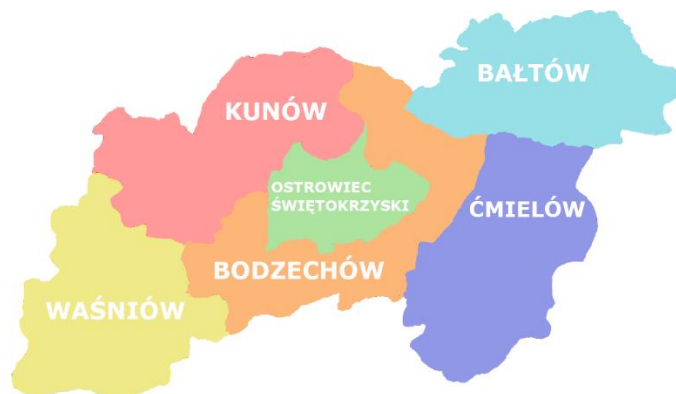 BAŁTÓW
KUNÓW
OSTROWIEC
ŚWIĘTOKRZYSKI
ĆMIELÓW
BODZECHÓW
WAŚNIÓW